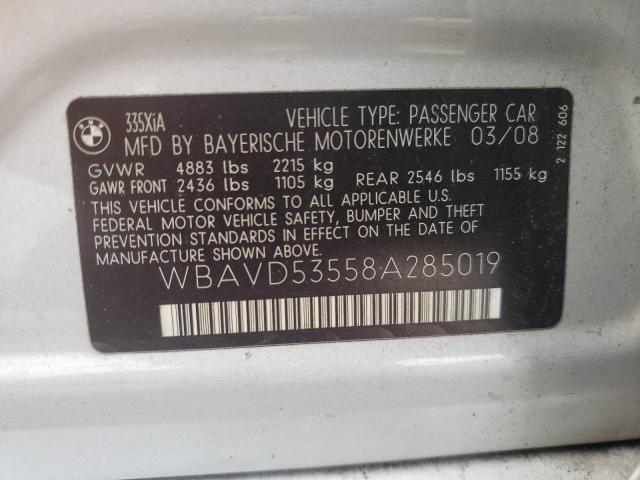 BMW
335XiA VEHICLE TYPE: PASSENGER CAR
MFD BY BAYERISCHE MOTORENWERKE 03/08
GVWR 4883 lbs 2215 kg
GAWR FRONT 2436 lbs 1105 kg REAR 2546 lbs 1155 kg
THIS VEHICLE CONFORMS TO ALL APPLICABLE U.S.
FEDERAL MOTOR VEHICLE SAFETY, BUMPER AND THEFT
PREVENTION STANDARDS IN EFFECT ON THE DATE OF
MANUFACTURE SHOWN ABOVE.
WBAVD53558A285019
2 122 606